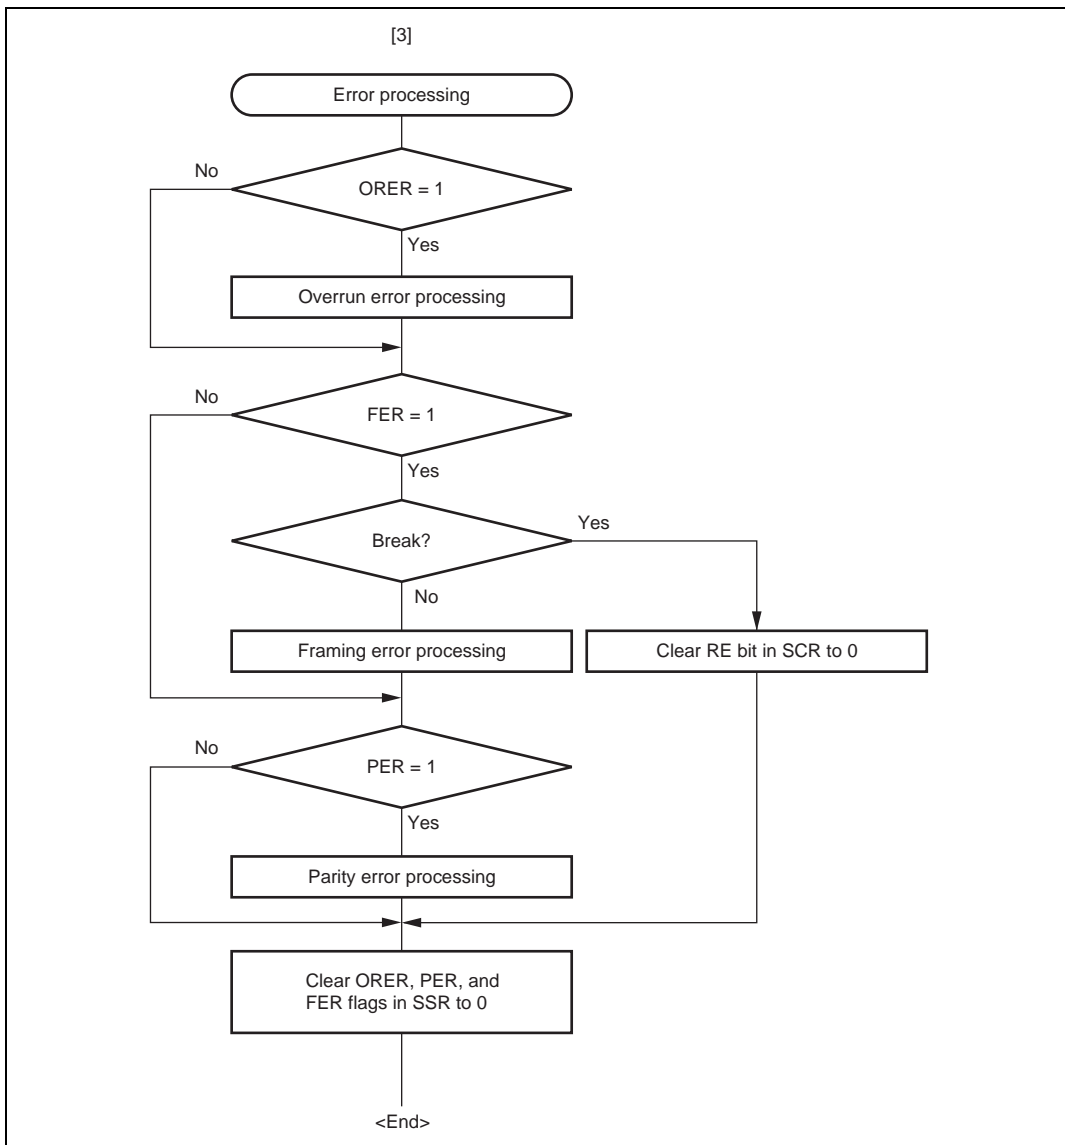 [3]
Error processing
No
ORER = 1
Yes
Overrun error processing
No
FER = 1
Yes
Break?
Yes
No
Framing error processing
Clear RE bit in SCR to 0
No
PER = 1
Yes
Parity error processing
Clear ORER, PER, and
FER flags in SSR to 0
<End>